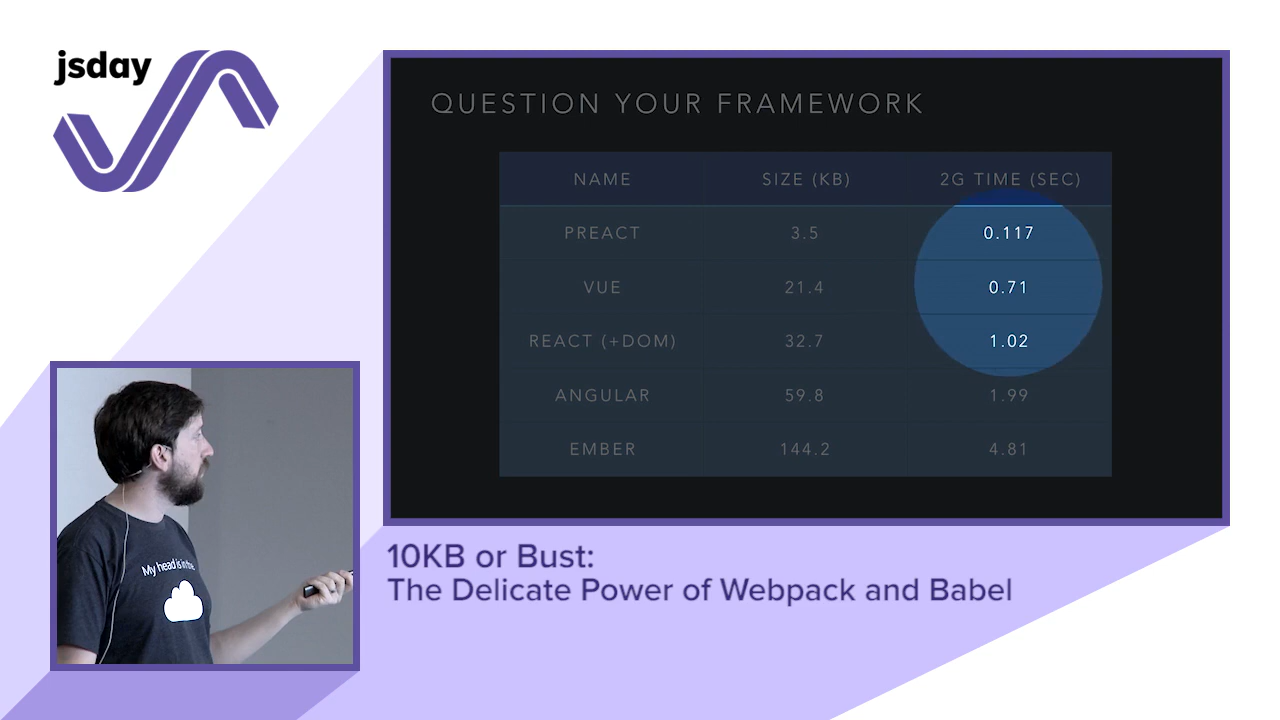 jsday
QUESTION YOUR FRAMEWORK
NAME SIZE (KB) 2G TIME (SEC)
PREACT 3.5 0.117
VUE 21.4 0.71
REACT (+DOM) 32.7 1.02
ANGULAR 59.8 1.99
EMBER 144.2 4.81
My head is in the
10KB or Bust:
The Delicate Power of Webpack and Babel